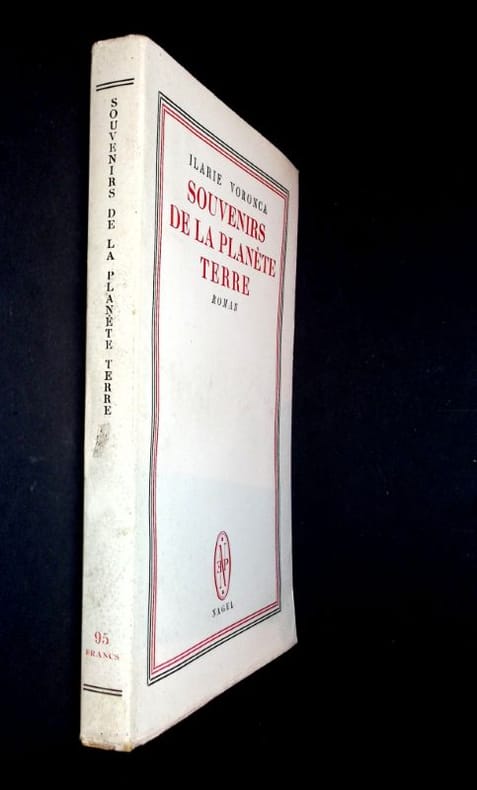 SOUVENIRS DE LA PLANÈTE TERRE
95
FRANCS
ILARIE VORONCA
SOUVENIRS
DE LA PLANÈTE
TERRE
ROMAN
NAGEL